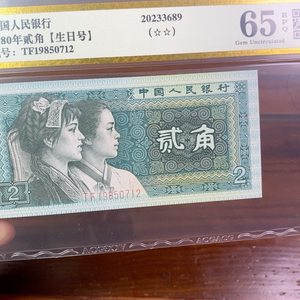 国人民银行
20233689
65
EPQ
Gem Uncirculated
80年贰角【生日号】
(☆☆)
号: TF19850712
中国人民银行
贰角
2
2
TF19850712